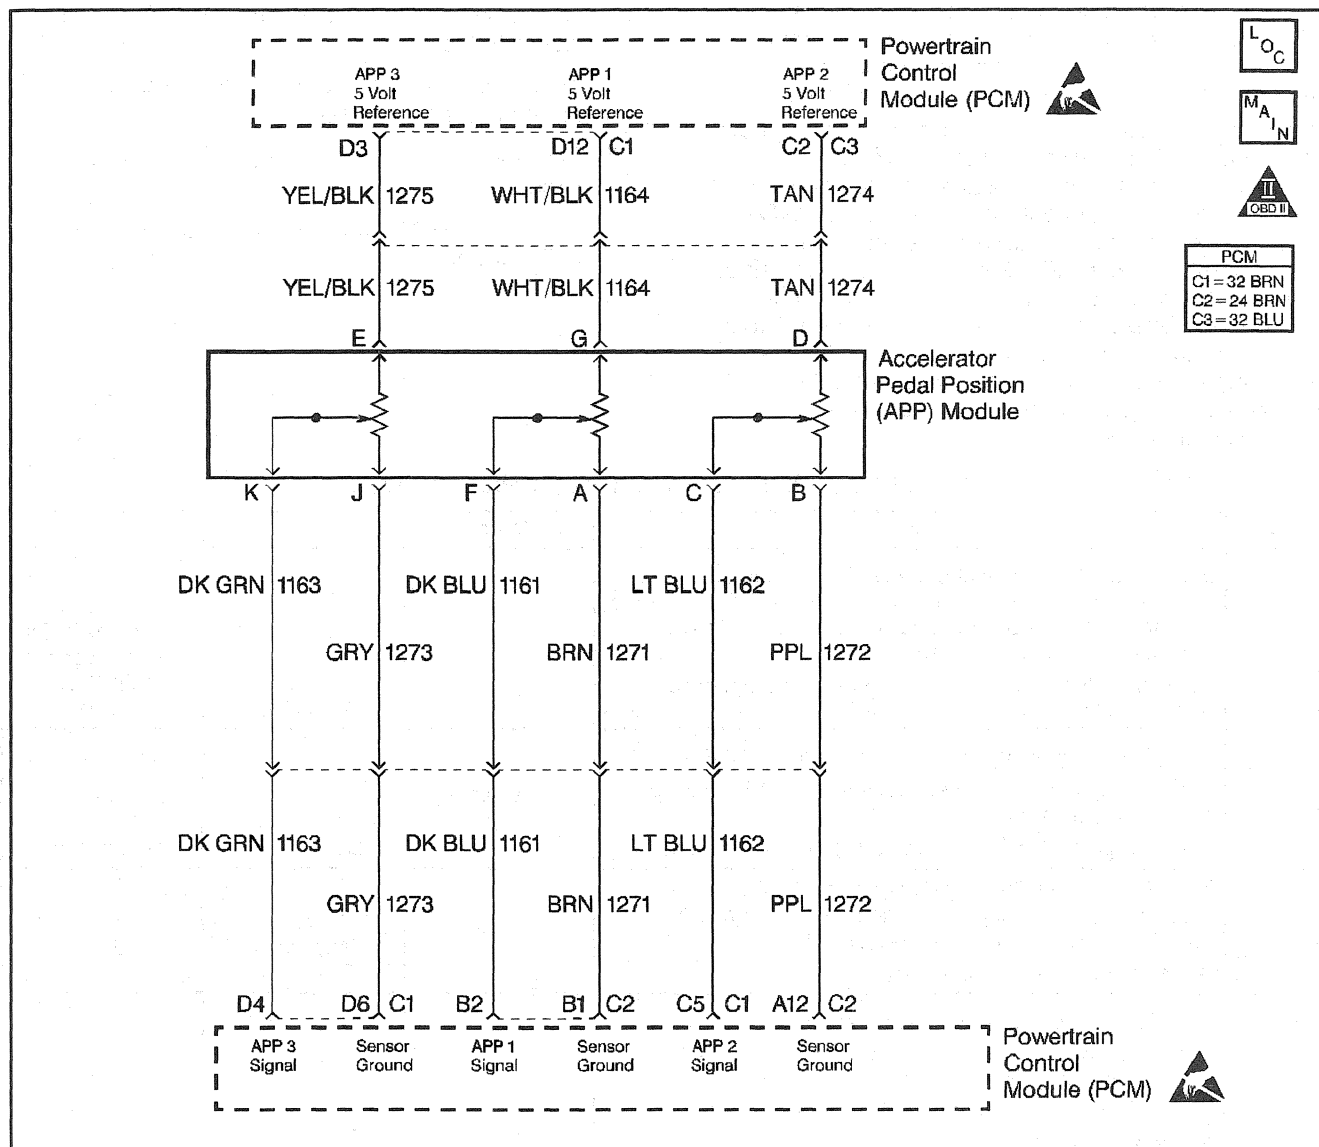 APP 3
5 Volt
Reference
APP 1
5 Volt
Reference
APP 2
5 Volt
Reference
Powertrain
Control
Module (PCM)
LOC
MAIN
II
OBD II
PCM
C1=32 BRN
C2=24 BRN
C3=32 BLU
D3 D12 C1 C2 C3
YEL/BLK 1275 WHT/BLK 1164 TAN 1274
YEL/BLK 1275 WHT/BLK 1164 TAN 1274
E G D
Accelerator
Pedal Position
(APP) Module
K J F A C B
DK GRN 1163 DK BLU 1161 LT BLU 1162
GRY 1273 BRN 1271 PPL 1272
DK GRN 1163 DK BLU 1161 LT BLU 1162
GRY 1273 BRN 1271 PPL 1272
D4 D6 C1 B2 B1 C2 C5 C1 A12 C2
APP 3
Signal
Sensor
Ground
APP 1
Signal
Sensor
Ground
APP 2
Signal
Sensor
Ground
Powertrain
Control
Module (PCM)